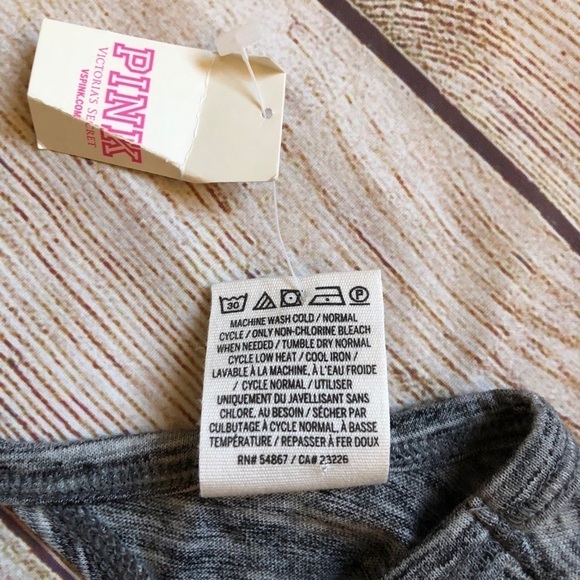 PINK
VICTORIA'S SECRET
VSPINK.COM
30
P
MACHINE WASH COLD / NORMAL
CYCLE / ONLY NON-CHLORINE BLEACH
WHEN NEEDED / TUMBLE DRY NORMAL
CYCLE LOW HEAT / COOL IRON /
LAVABLE À LA MACHINE, À L'EAU FROIDE
/ CYCLE NORMAL / UTILISER
UNIQUEMENT DU JAVELLISANT SANS
CHLORE, AU BESOIN / SÉCHER PAR
CULBUTAGE À CYCLE NORMAL, À BASSE
TEMPÉRATURE / REPASSER À FER DOUX
RN# 54867 / CA# 23226